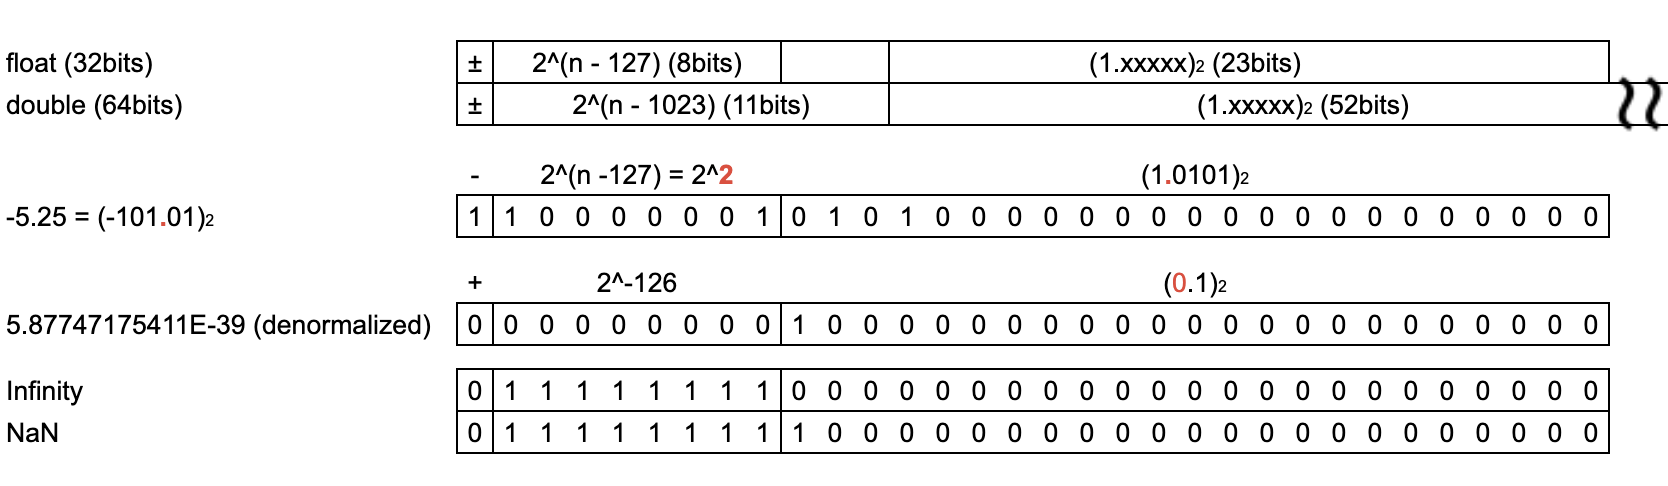 float (32bits) ± 2^(n - 127) (8bits) (1.xxxxx)2 (23bits)
double (64bits) ± 2^(n - 1023) (11bits) (1.xxxxx)2 (52bits)
- 2^(n -127) = 2^2 (1.0101)2
-5.25 = (-101.01)2 1 1 0 0 0 0 0 0 1 0 1 0 1 0 0 0 0 0 0 0 0 0 0 0 0 0 0 0 0 0 0 0
+ 2^-126 (0.1)2
5.87747175411E-39 (denormalized) 0 0 0 0 0 0 0 0 0 1 0 0 0 0 0 0 0 0 0 0 0 0 0 0 0 0 0 0 0 0 0 0
Infinity 0 1 1 1 1 1 1 1 1 0 0 0 0 0 0 0 0 0 0 0 0 0 0 0 0 0 0 0 0 0 0 0
NaN 0 1 1 1 1 1 1 1 1 1 0 0 0 0 0 0 0 0 0 0 0 0 0 0 0 0 0 0 0 0 0 0